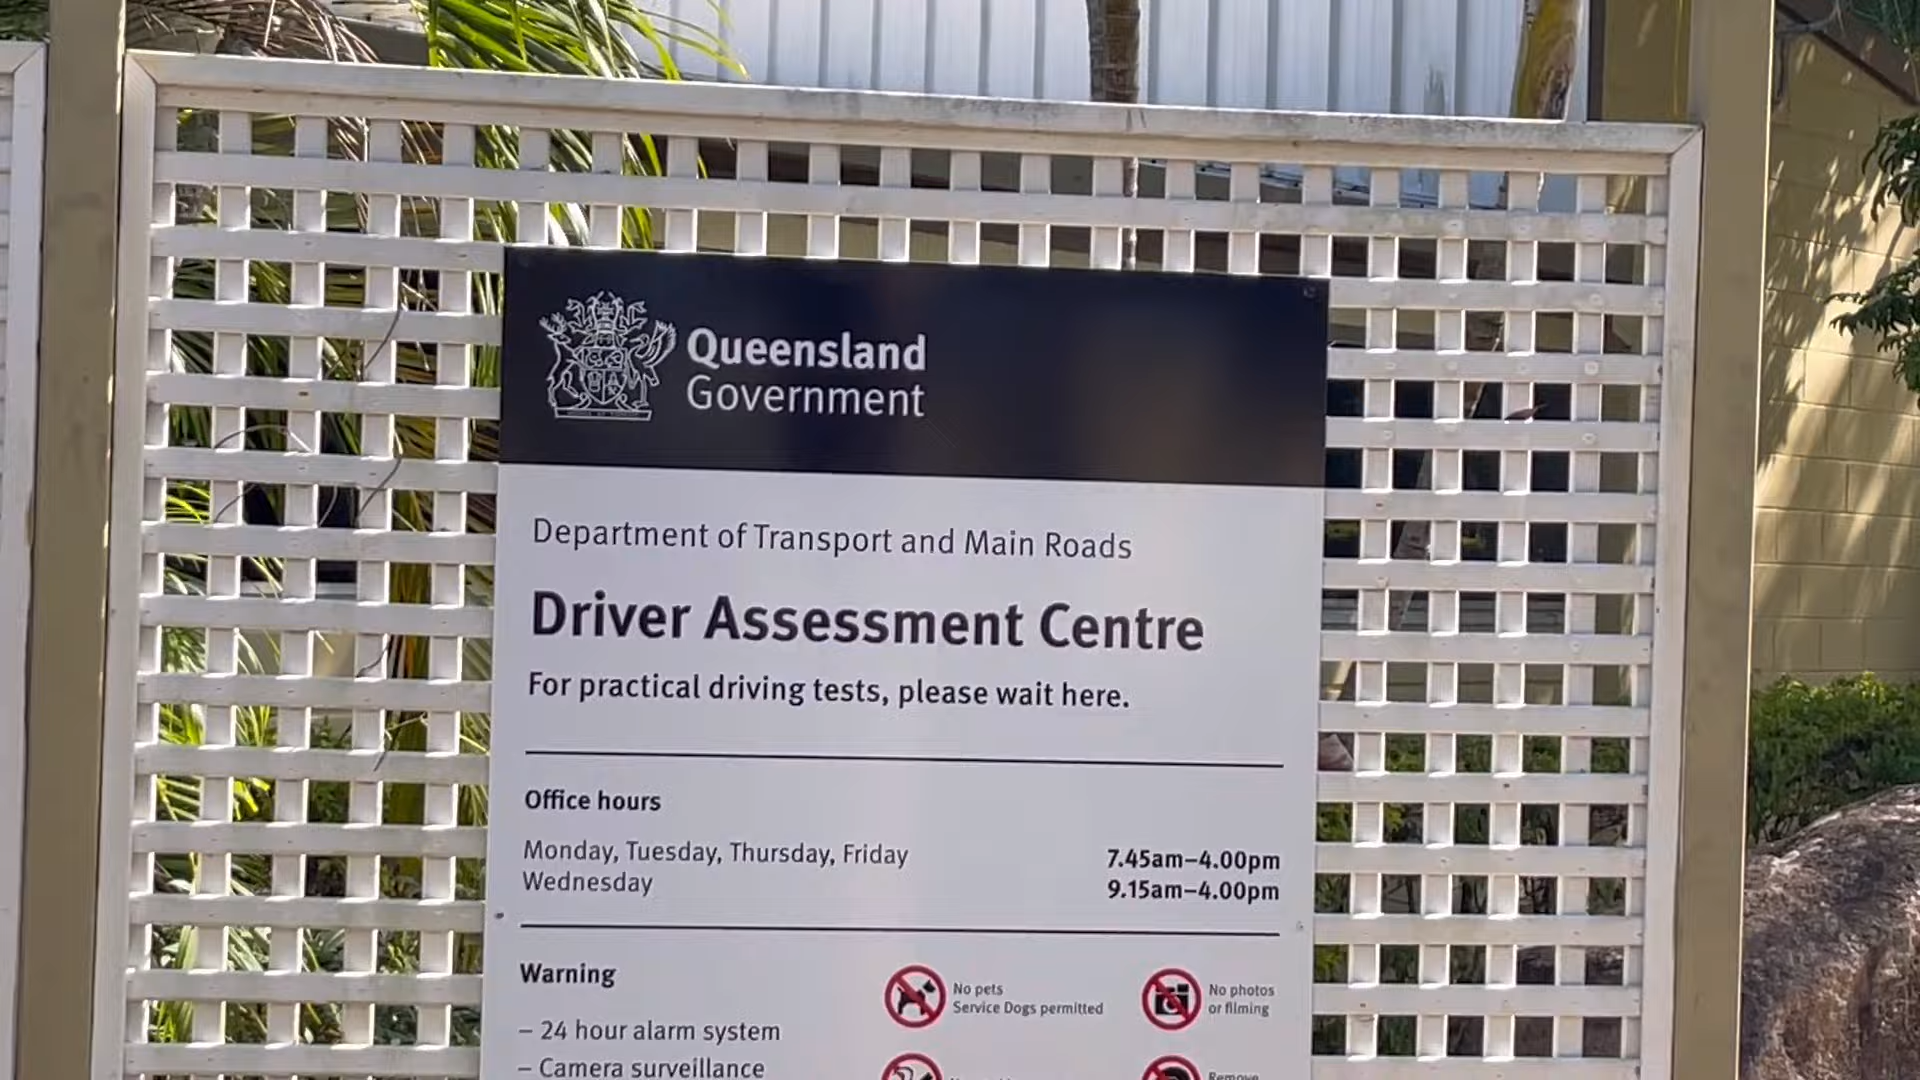 Queensland
Government
Department of Transport and Main Roads
Driver Assessment Centre
For practical driving tests, please wait here.
Office hours
Monday, Tuesday, Thursday, Friday 7.45am–4.00pm
Wednesday 9.15am–4.00pm
Warning
No pets
Service Dogs permitted
No photos
or filming
– 24 hour alarm system
– Camera surveillance
Remove